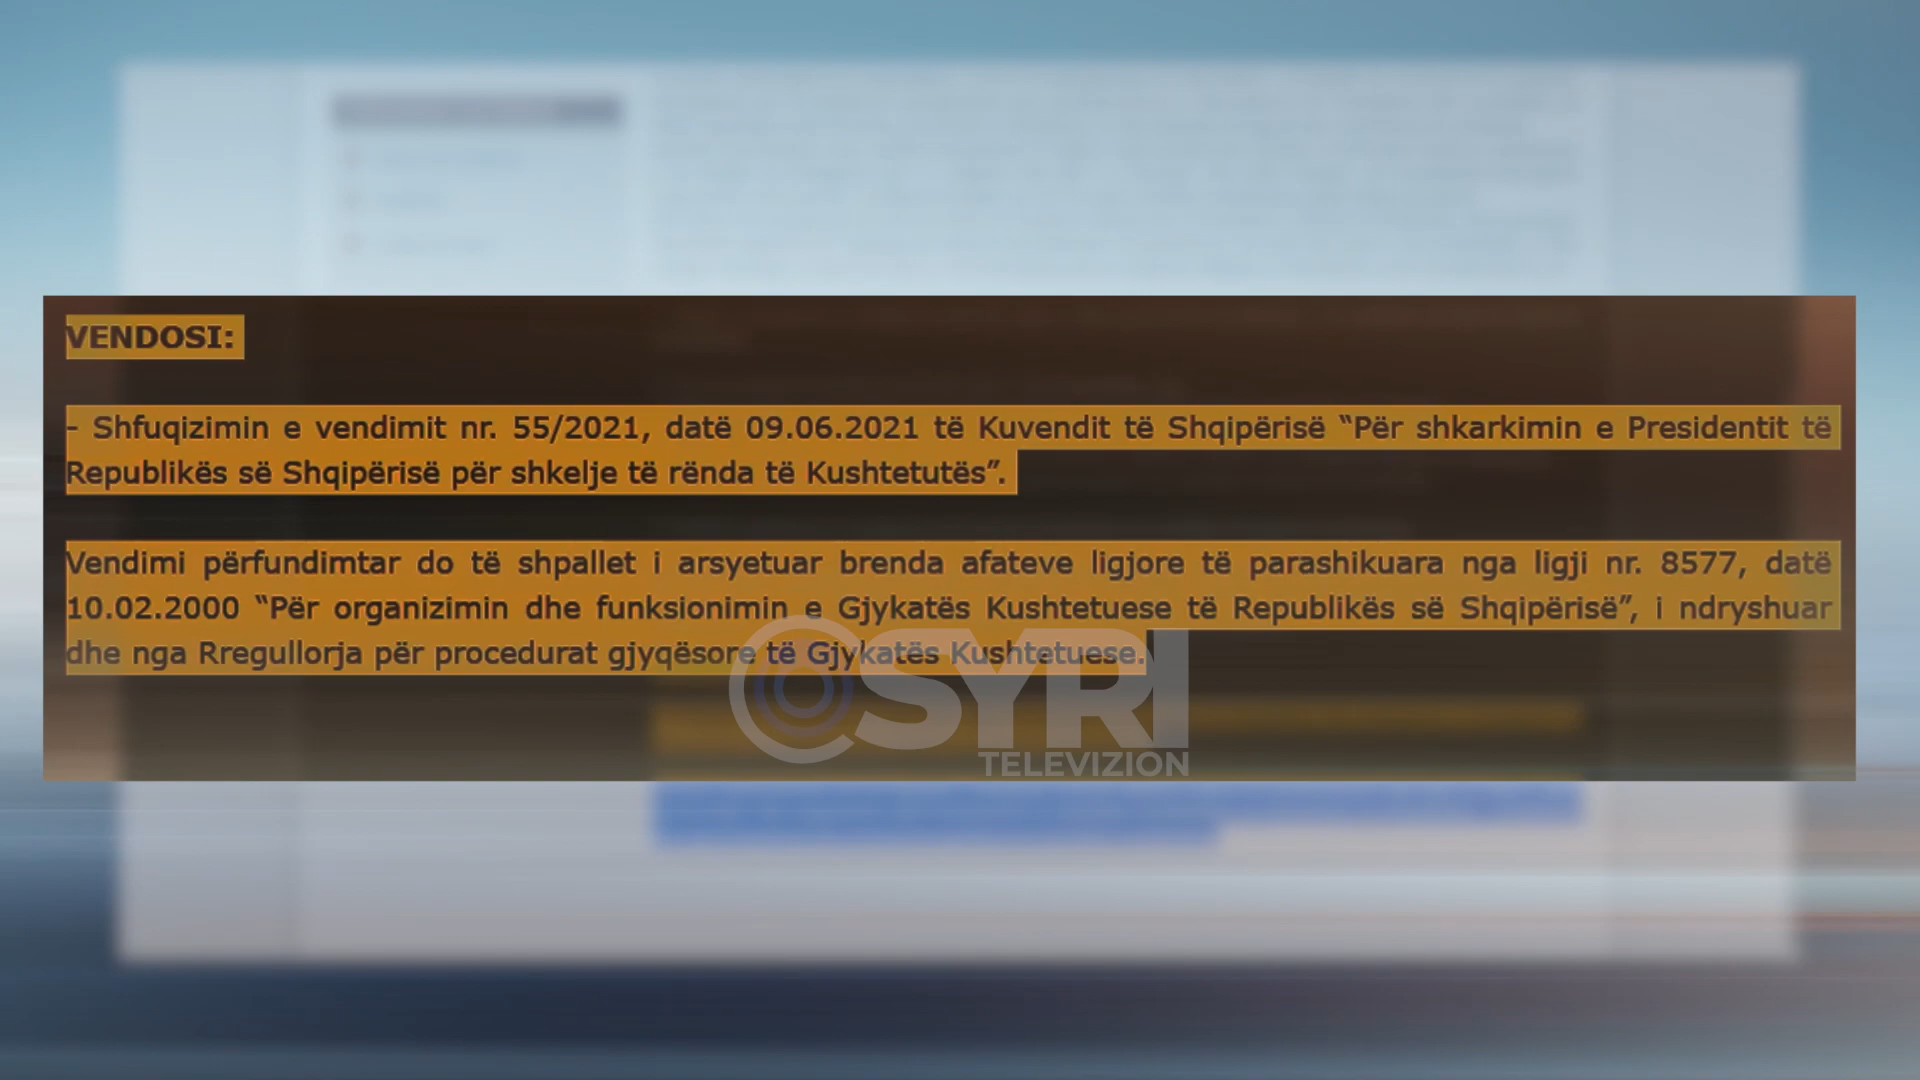 VENDOSI:
- Shfuqizimin e vendimit nr. 55/2021, datë 09.06.2021 të Kuvendit të Shqipërisë “Për shkarkimin e Presidentit të
Republikës së Shqipërisë për shkelje të rënda të Kushtetutës”.
Vendimi përfundimtar do të shpallet i arsyetuar brenda afateve ligjore të parashikuara nga ligji nr. 8577, datë
10.02.2000 “Për organizimin dhe funksionimin e Gjykatës Kushtetuese të Republikës së Shqipërisë”, i ndryshuar
dhe nga Rregullorja për procedurat gjyqësore të Gjykatës Kushtetuese.
SYRI
TELEVIZION